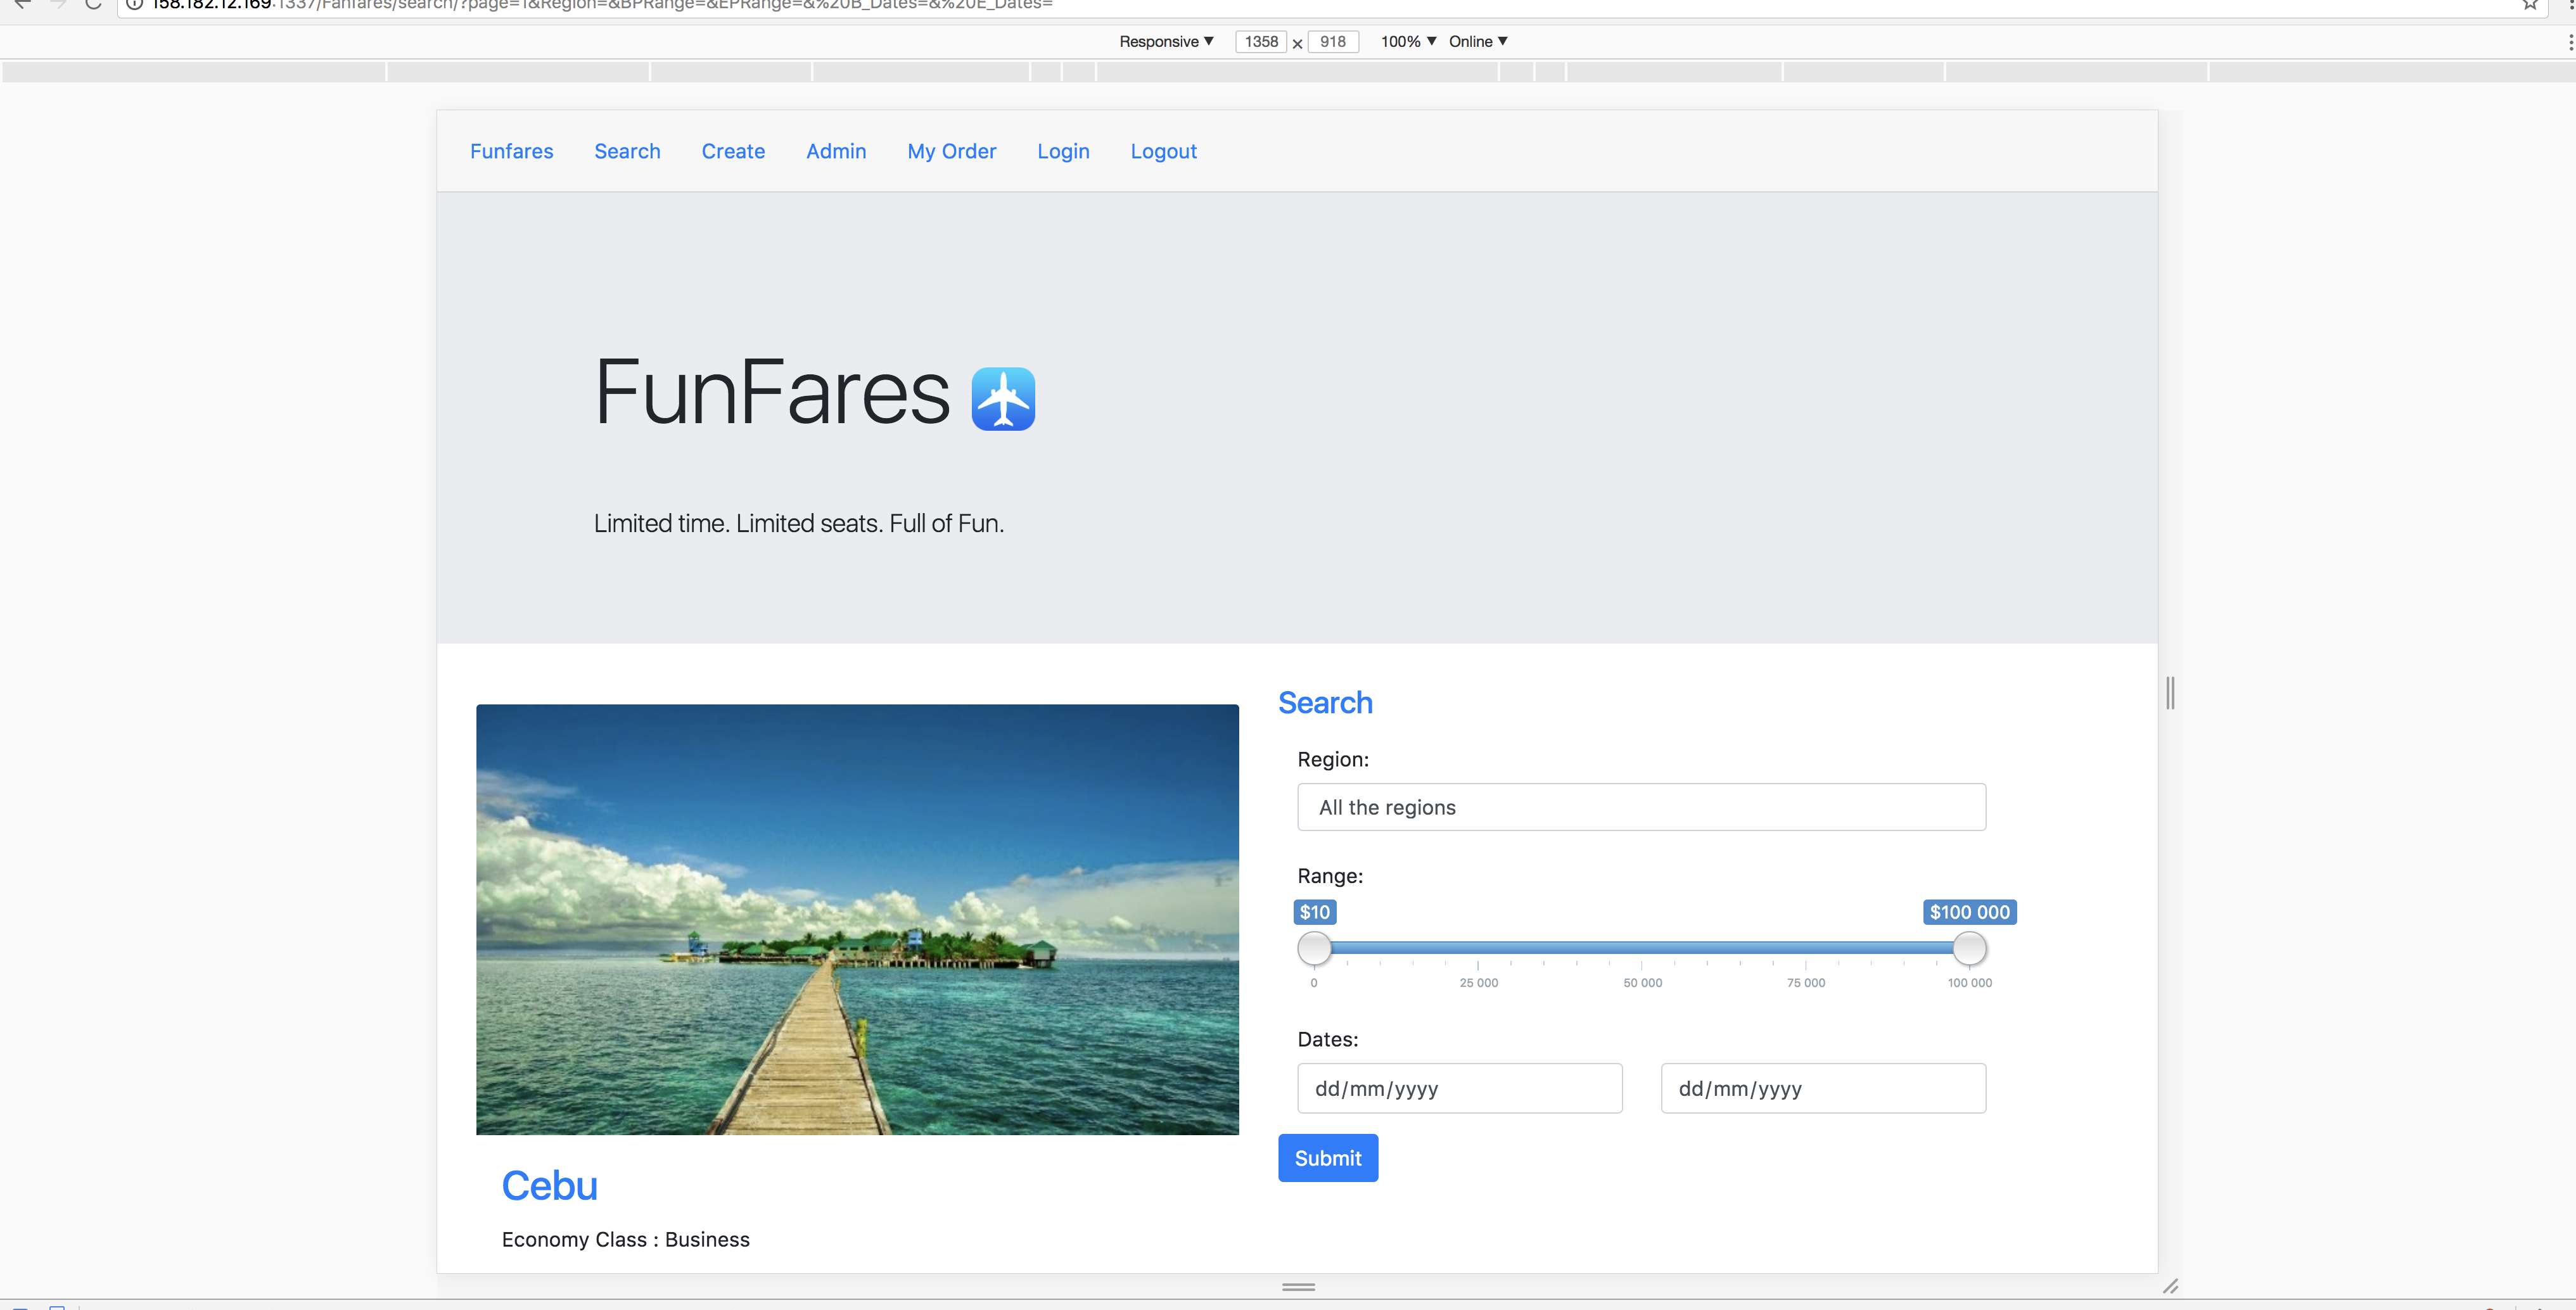 158.182.12.169:1337/Fanfares/search/?page=1&Region=&BPRange=&EPRange=&%20B_Dates=&%20E_Dates=
Responsive ▼ 1358 × 918 100% ▼ Online ▼
Funfares Search Create Admin My Order Login Logout
FunFares
Limited time. Limited seats. Full of Fun.
Search
Region:
All the regions
Range:
$10 $100 000
0 25 000 50 000 75 000 100 000
Dates:
dd/mm/yyyy dd/mm/yyyy
Submit
Cebu
Economy Class : Business